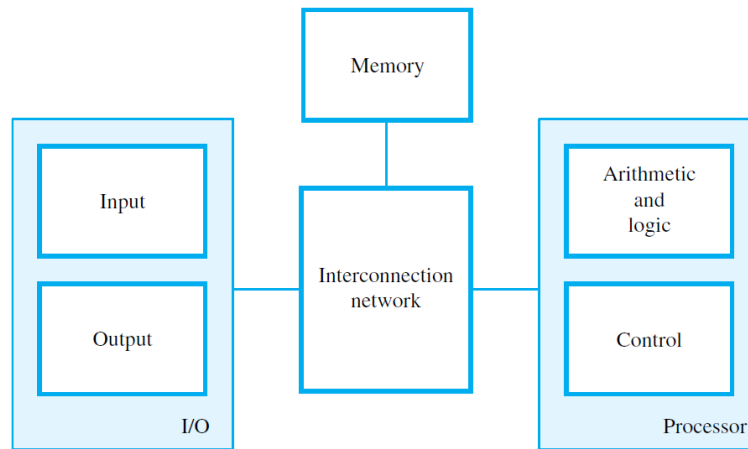 Memory
Input
Output
I/O
Interconnection
network
Arithmetic
and
logic
Control
Processor